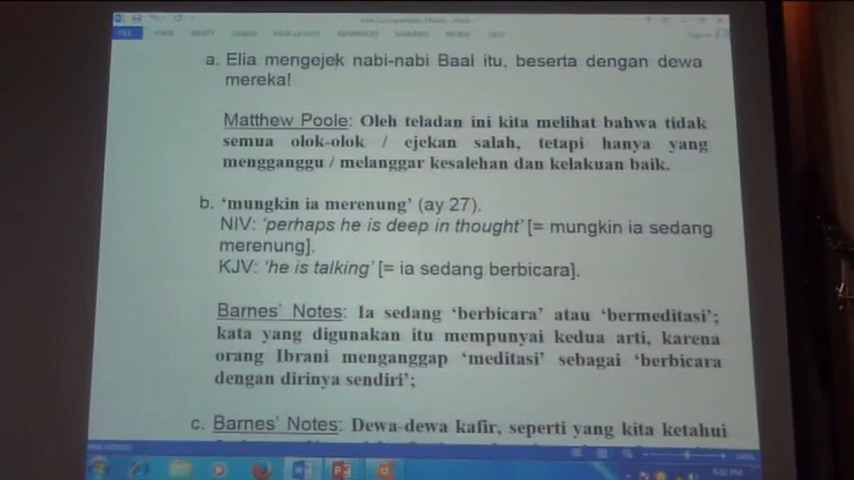 FILE
a. Elia mengejek nabi-nabi Baal itu, beserta dengan dewa
mereka!
Matthew Poole: Oleh teladan ini kita melihat bahwa tidak
semua olok-olok / ejekan salah, tetapi hanya yang
mengganggu / melanggar kesalehan dan kelakuan baik.
b. ‘mungkin ia merenung’ (ay 27).
NIV: ‘perhaps he is deep in thought’ [= mungkin ia sedang
merenung].
KJV: ‘he is talking’ [= ia sedang berbicara].
Barnes’ Notes: Ia sedang ‘berbicara’ atau ‘bermeditasi’;
kata yang digunakan itu mempunyai kedua arti, karena
orang Ibrani menganggap ‘meditasi’ sebagai ‘berbicara
dengan dirinya sendiri’;
c. Barnes’ Notes: Dewa-dewa kafir, seperti yang kita ketahui